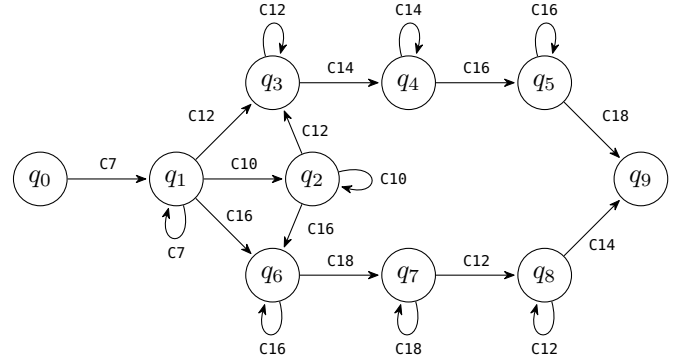 C12 C14 C16
q3 C14 q4 C16 q5
C12 C12 C18
q0 C7 q1 C10 q2 C10 q9
C7 C16 C16 C14
q6 C18 q7 C12 q8
C16 C18 C12